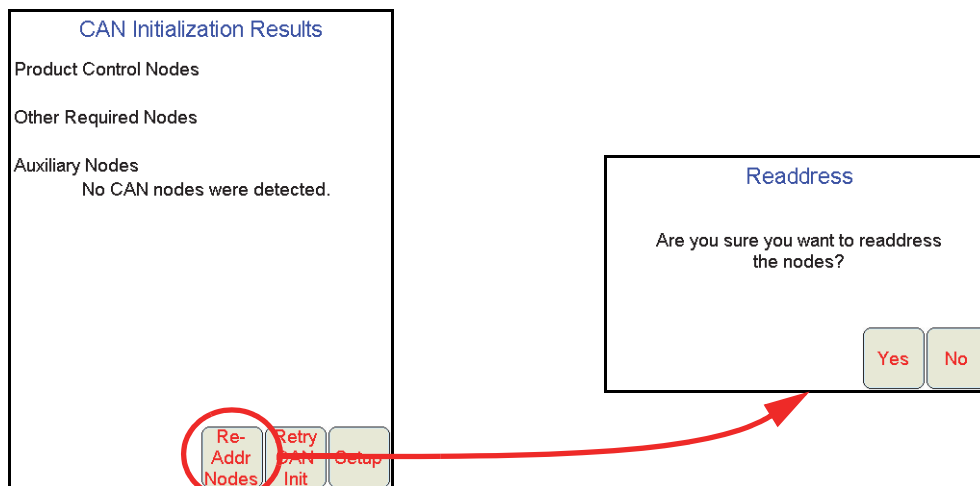 CAN Initialization Results
Product Control Nodes
Other Required Nodes
Auxiliary Nodes
No CAN nodes were detected.
Re-
Addr
Nodes
Retry
CAN
Init
Setup
Readdress
Are you sure you want to readdress
the nodes?
Yes
No